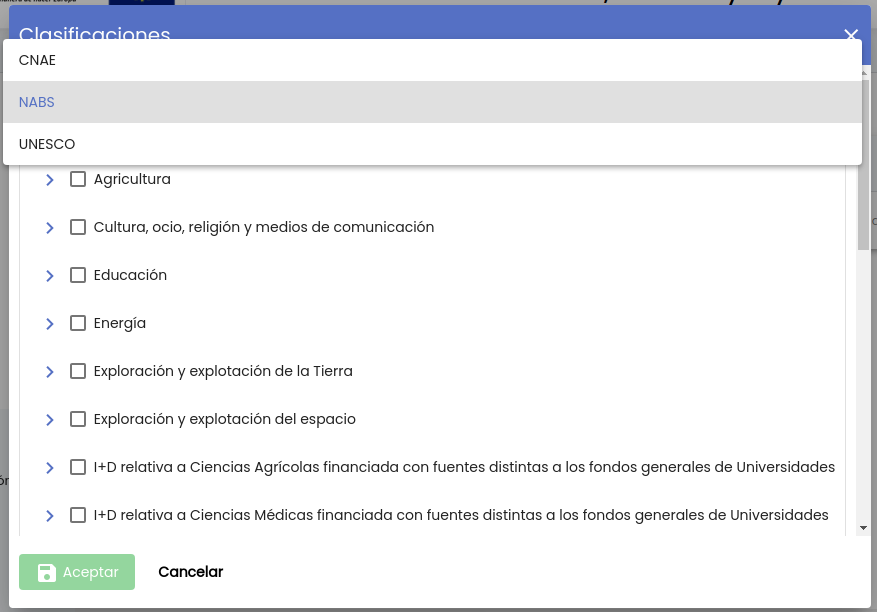 Clasificaciones
CNAE
NABS
UNESCO
Agricultura
Cultura, ocio, religión y medios de comunicación
Educación
Energía
Exploración y explotación de la Tierra
Exploración y explotación del espacio
I+D relativa a Ciencias Agrícolas financiada con fuentes distintas a los fondos generales de Universidades
I+D relativa a Ciencias Médicas financiada con fuentes distintas a los fondos generales de Universidades
Aceptar
Cancelar